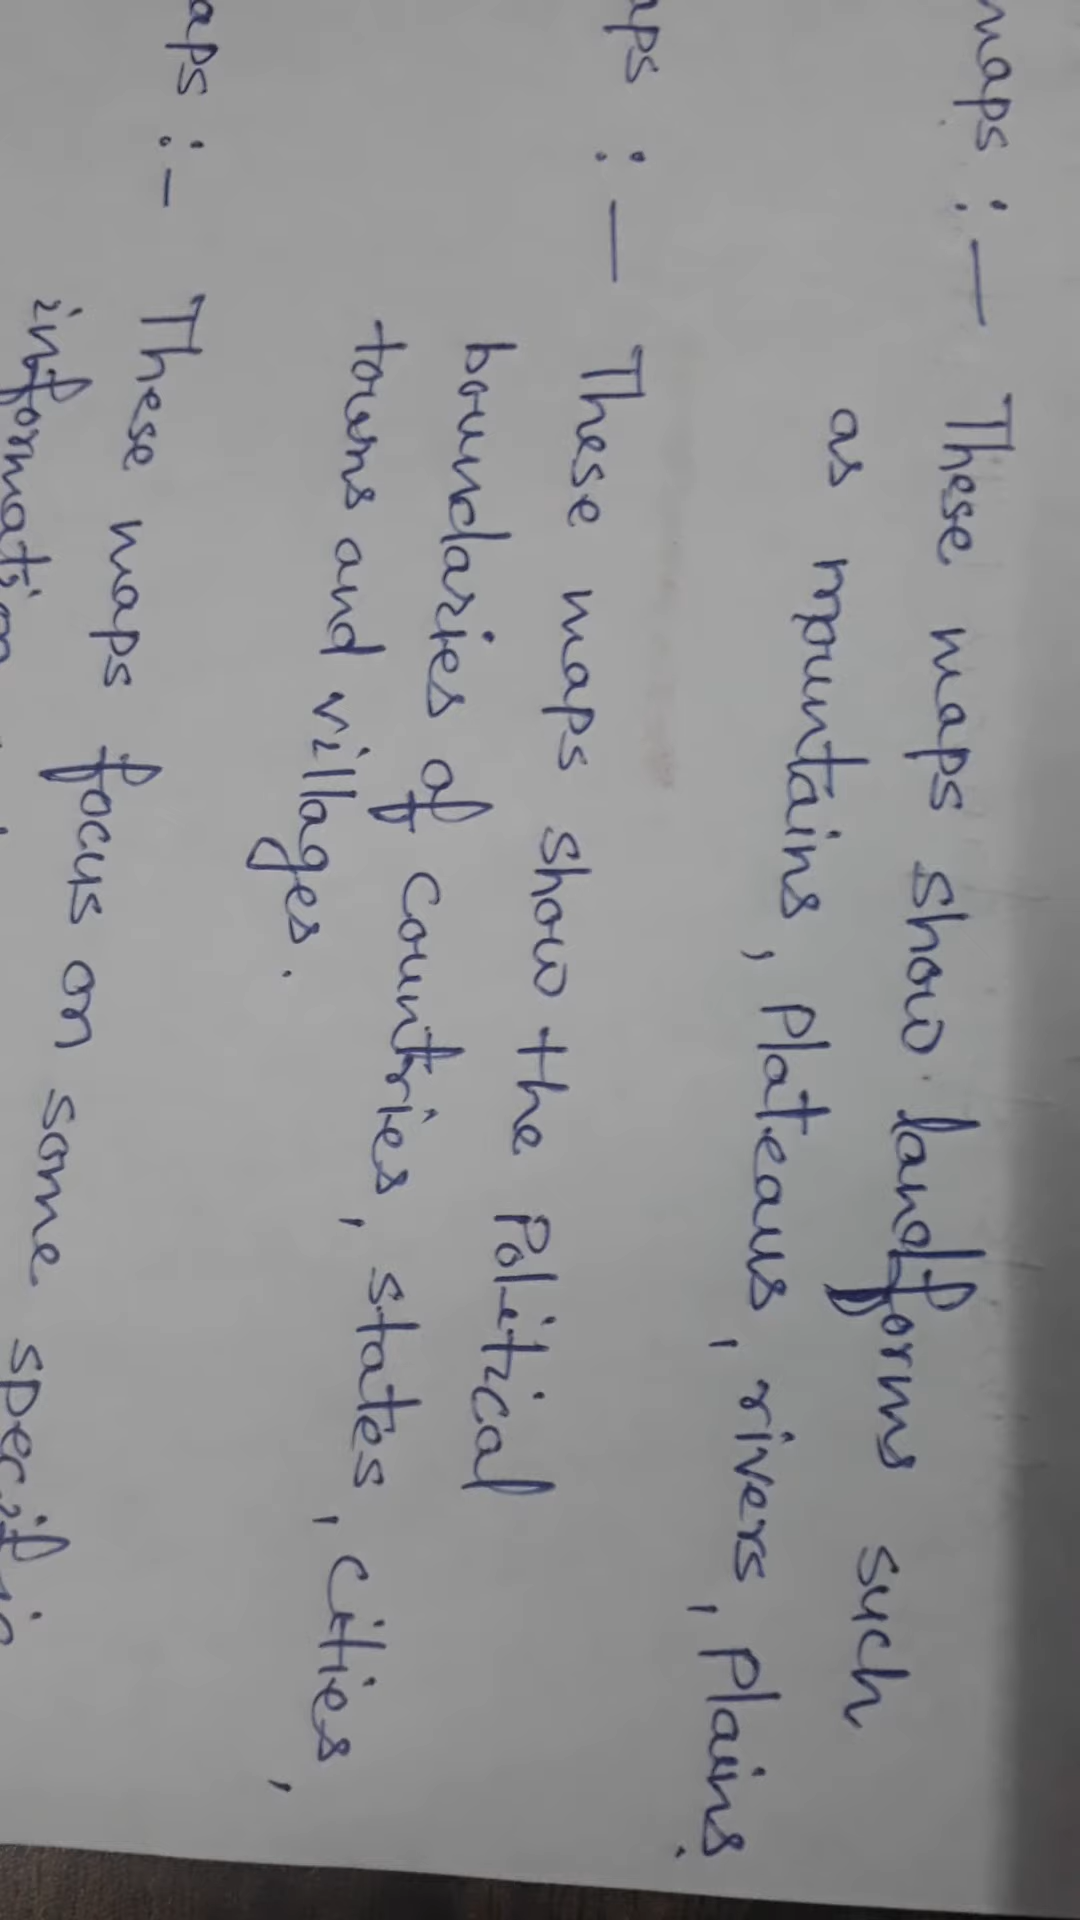 maps :- These maps show landforms such
as mountains, Plateaus, rivers, Plains.
aps :- These maps show the Political
boundaries of countries, states, cities,
towns and villages.
aps :- These maps focus on some specific
information